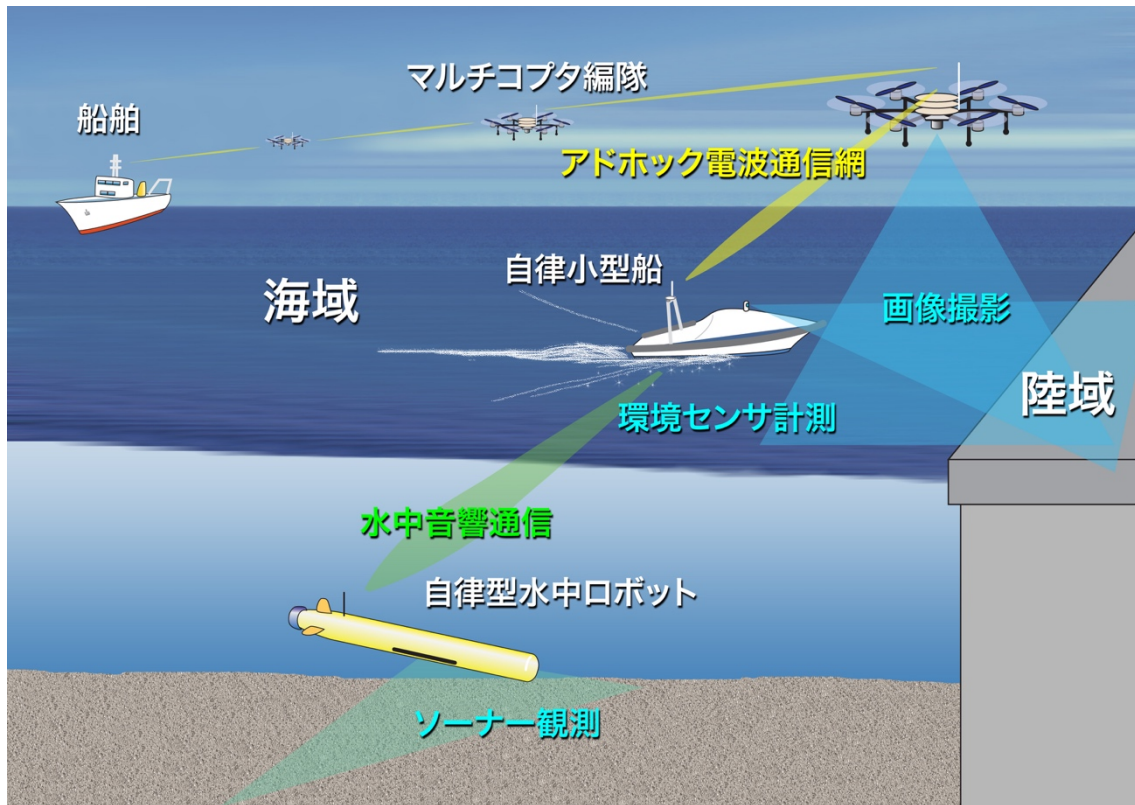 マルチコプタ編隊
船舶
アドホック電波通信網
自律小型船
海域
画像撮影
陸域
環境センサ計測
水中音響通信
自律型水中ロボット
ソーナー観測